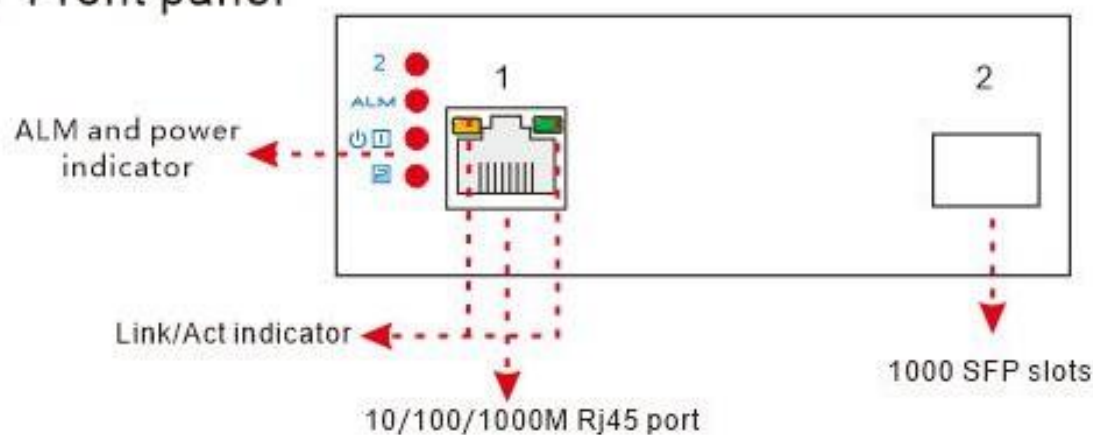 Front panel
2
ALM
1
2
ALM and power
indicator
Link/Act indicator
1000 SFP slots
10/100/1000M Rj45 port